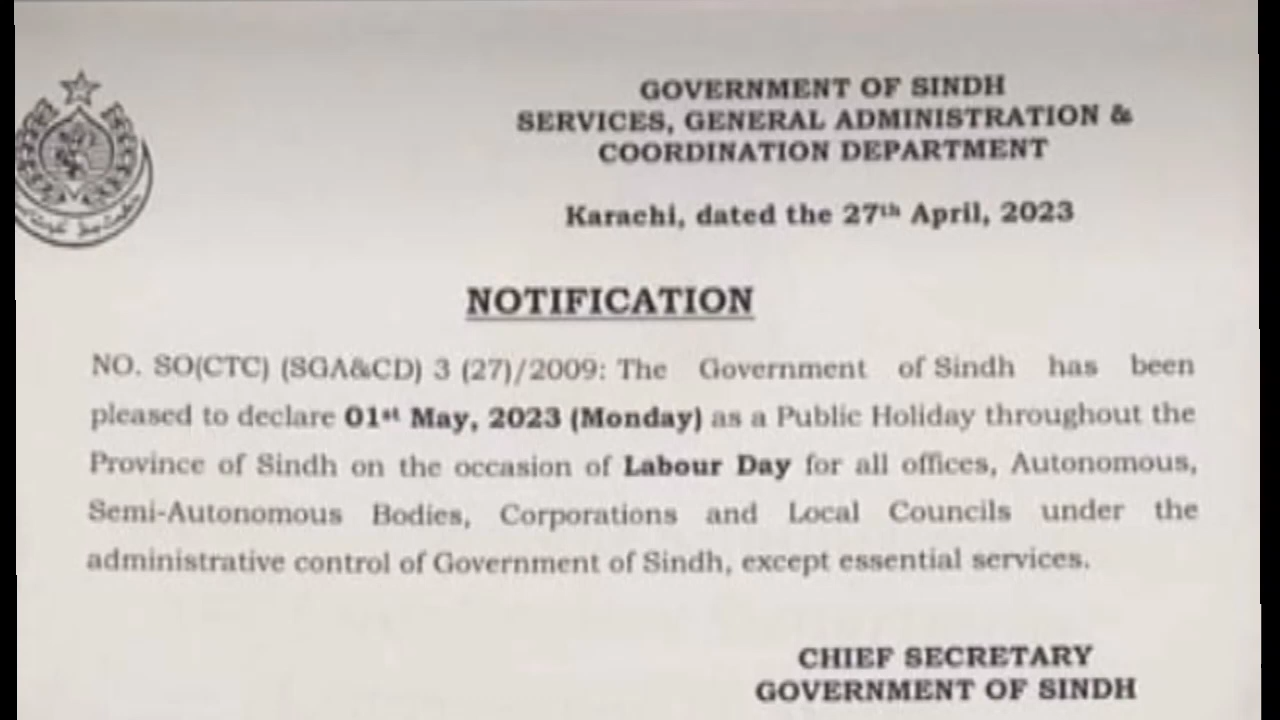 GOVERNMENT OF SINDH
SERVICES, GENERAL ADMINISTRATION &
COORDINATION DEPARTMENT
Karachi, dated the 27th April, 2023
NOTIFICATION
NO. SO(CTC) (SGA&CD) 3 (27)/2009: The Government of Sindh has been
pleased to declare 01st May, 2023 (Monday) as a Public Holiday throughout the
Province of Sindh on the occasion of Labour Day for all offices, Autonomous,
Semi-Autonomous Bodies, Corporations and Local Councils under the
administrative control of Government of Sindh, except essential services.
CHIEF SECRETARY
GOVERNMENT OF SINDH